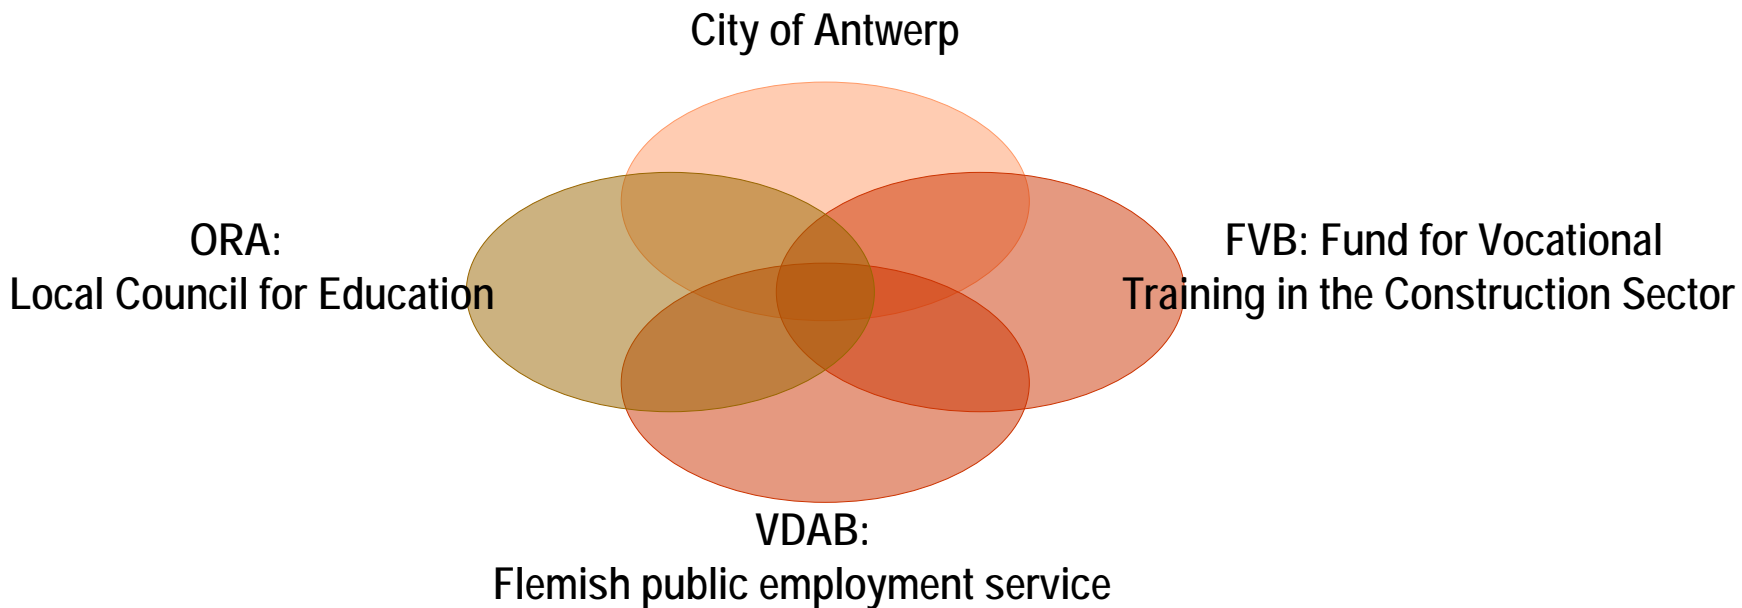 City of Antwerp
ORA:
Local Council for Education
FVB: Fund for Vocational
Training in the Construction Sector
VDAB:
Flemish public employment service